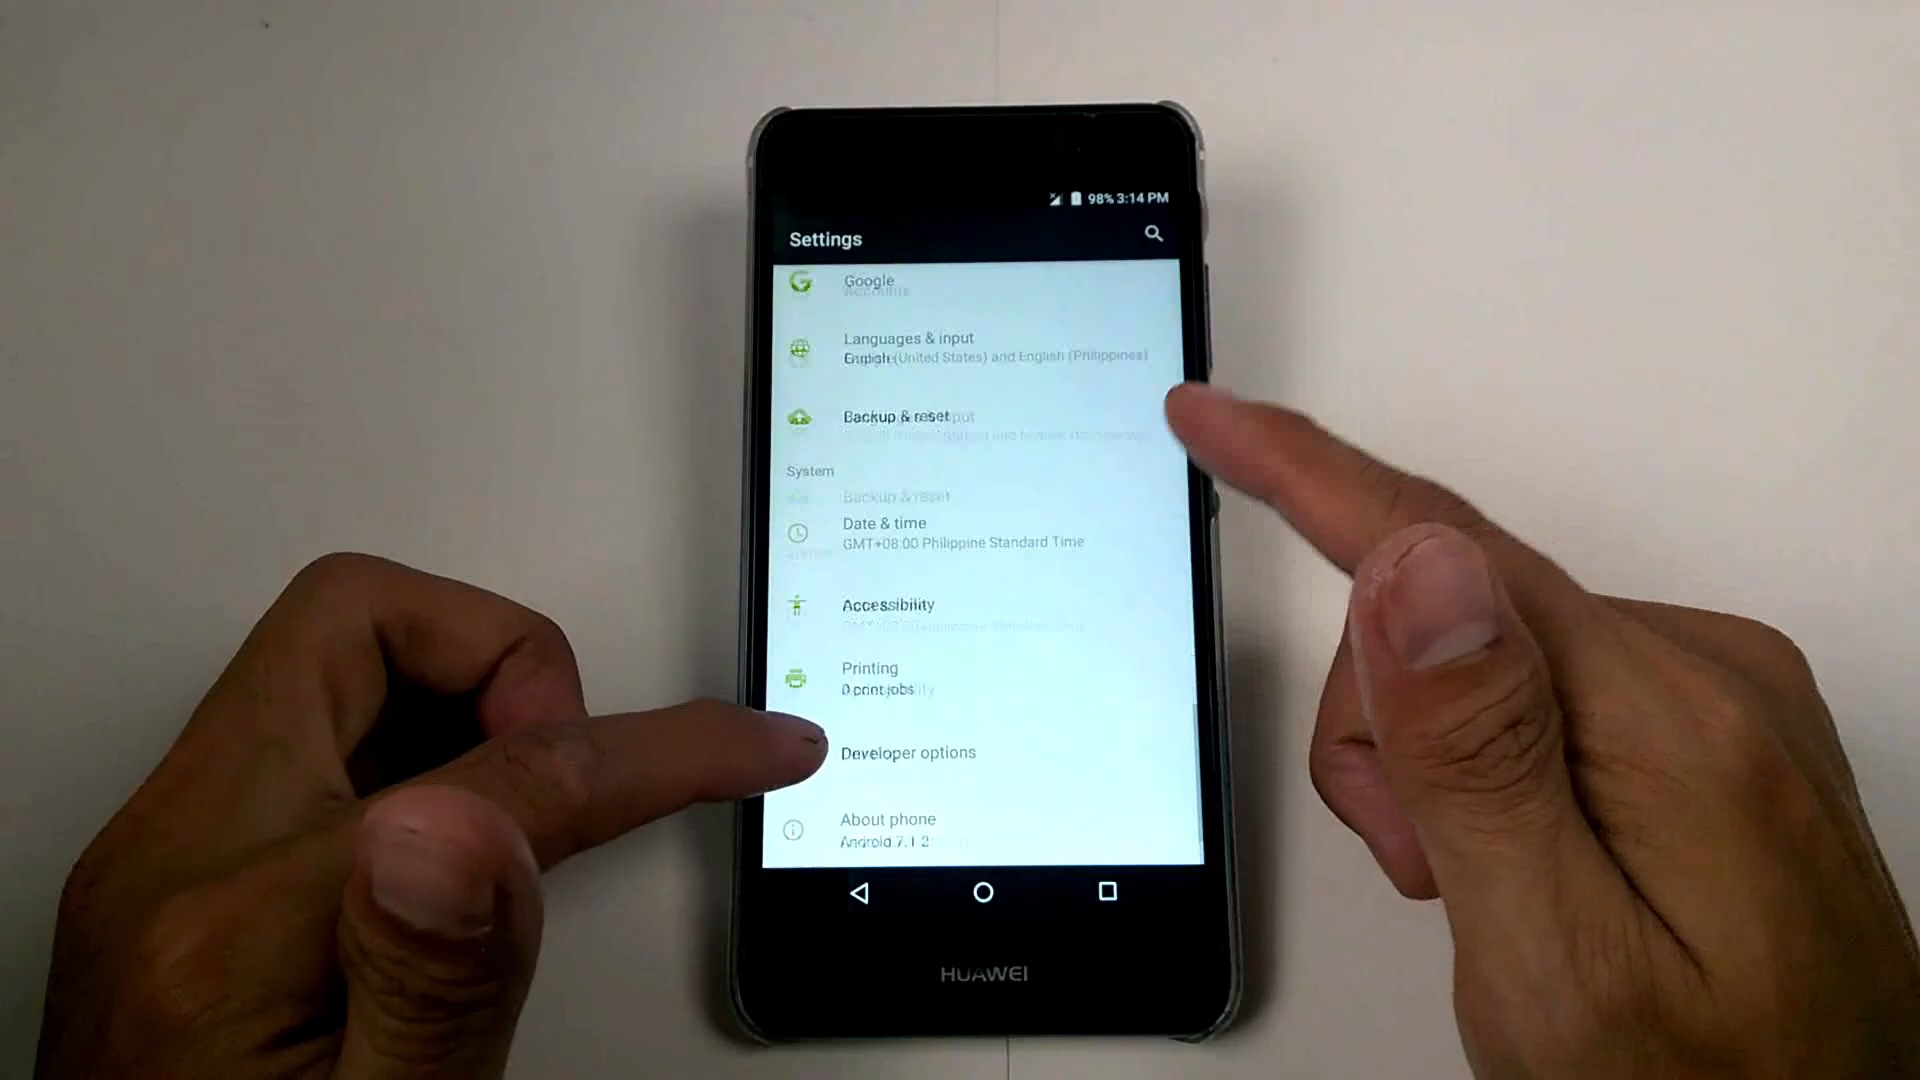 98% 3:14 PM
Settings
Google
Accounts
Languages & input
English (United States) and English (Philippines)
Backup & reset
System
Backup & reset
Date & time
GMT+08:00 Philippine Standard Time
Accessibility
Printing
0 print jobs
Developer options
About phone
Android 7.1.2
HUAWEI